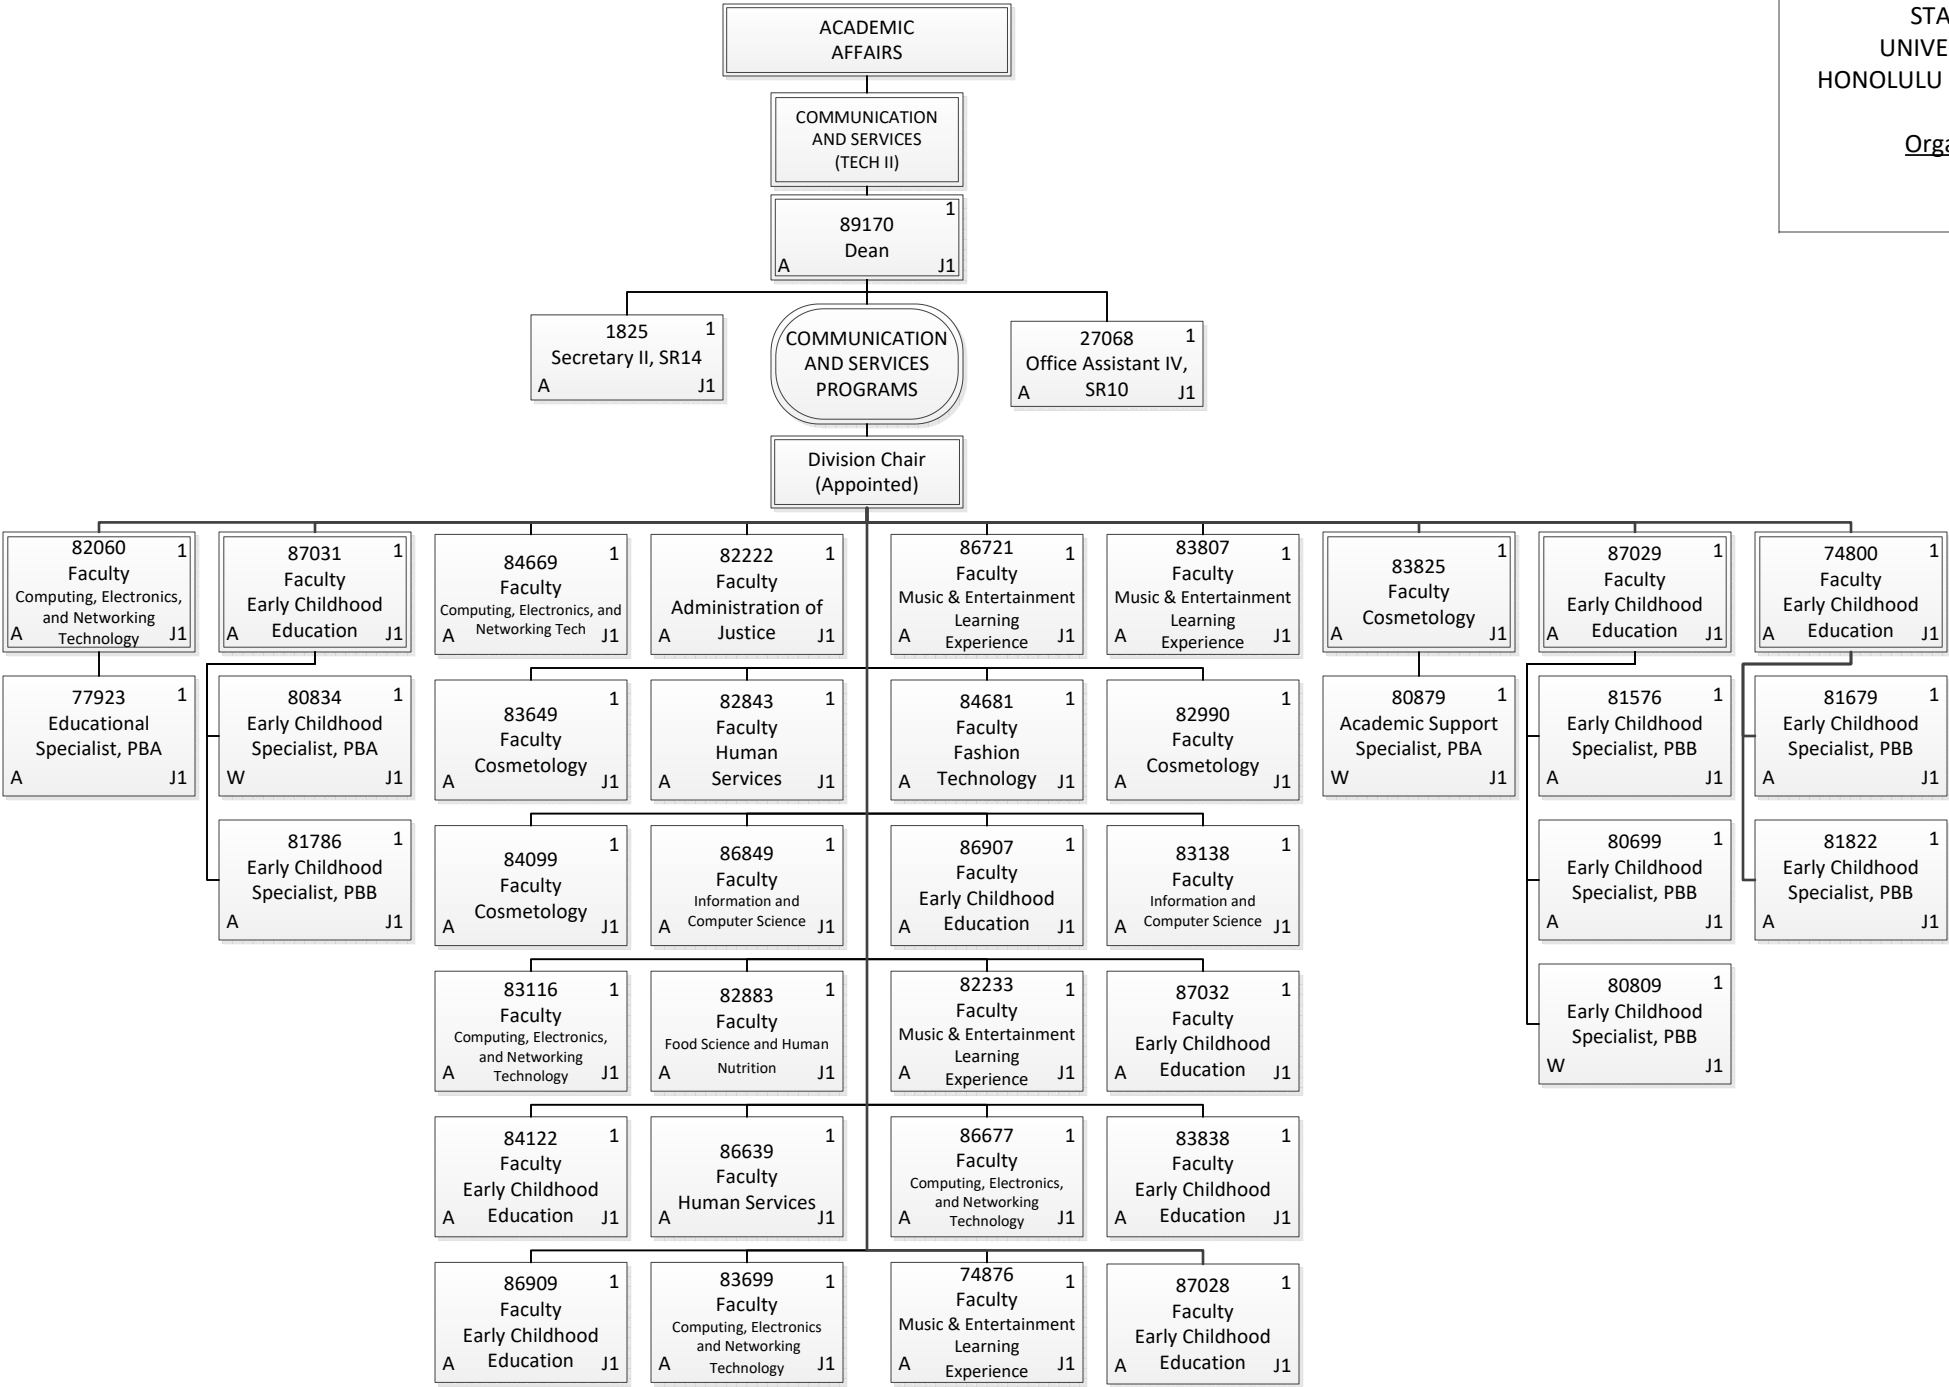 ACADEMIC
AFFAIRS
STA
UNIVE
HONOLULU
Orga
COMMUNICATION
AND SERVICES
(TECH II)
1
89170
Dean
A J1
1825 1
Secretary II, SR14
A J1
COMMUNICATION
AND SERVICES
PROGRAMS
27068 1
Office Assistant IV,
SR10
A J1
Division Chair
(Appointed)
82060 1
Faculty
Computing, Electronics,
and Networking
Technology
A J1
87031 1
Faculty
Early Childhood
Education
A J1
84669 1
Faculty
Computing, Electronics, and
Networking Tech
A J1
82222 1
Faculty
Administration of
Justice
A J1
86721 1
Faculty
Music & Entertainment
Learning
Experience
A J1
83807 1
Faculty
Music & Entertainment
Learning
Experience
A J1
83825 1
Faculty
Cosmetology
A J1
87029 1
Faculty
Early Childhood
Education
A J1
74800 1
Faculty
Early Childhood
Education
A J1
77923 1
Educational
Specialist, PBA
A J1
80834 1
Early Childhood
Specialist, PBA
W J1
83649 1
Faculty
Cosmetology
A J1
82843 1
Faculty
Human
Services
A J1
84681 1
Faculty
Fashion
Technology
A J1
82990 1
Faculty
Cosmetology
A J1
80879 1
Academic Support
Specialist, PBA
W J1
81576 1
Early Childhood
Specialist, PBB
A J1
81679 1
Early Childhood
Specialist, PBB
A J1
81786 1
Early Childhood
Specialist, PBB
A J1
84099 1
Faculty
Cosmetology
A J1
86849 1
Faculty
Information and
Computer Science
A J1
86907 1
Faculty
Early Childhood
Education
A J1
83138 1
Faculty
Information and
Computer Science
A J1
80699 1
Early Childhood
Specialist, PBB
A J1
81822 1
Early Childhood
Specialist, PBB
A J1
83116 1
Faculty
Computing, Electronics,
and Networking
Technology
A J1
82883 1
Faculty
Food Science and Human
Nutrition
A J1
82233 1
Faculty
Music & Entertainment
Learning
Experience
A J1
87032 1
Faculty
Early Childhood
Education
A J1
80809 1
Early Childhood
Specialist, PBB
W J1
84122 1
Faculty
Early Childhood
Education
A J1
86639 1
Faculty
Human Services
A J1
86677 1
Faculty
Computing, Electronics,
and Networking
Technology
A J1
83838 1
Faculty
Early Childhood
Education
A J1
86909 1
Faculty
Early Childhood
Education
A J1
83699 1
Faculty
Computing, Electronics
and Networking
Technology
A J1
74876 1
Faculty
Music & Entertainment
Learning
Experience
A J1
87028 1
Faculty
Early Childhood
Education
A J1